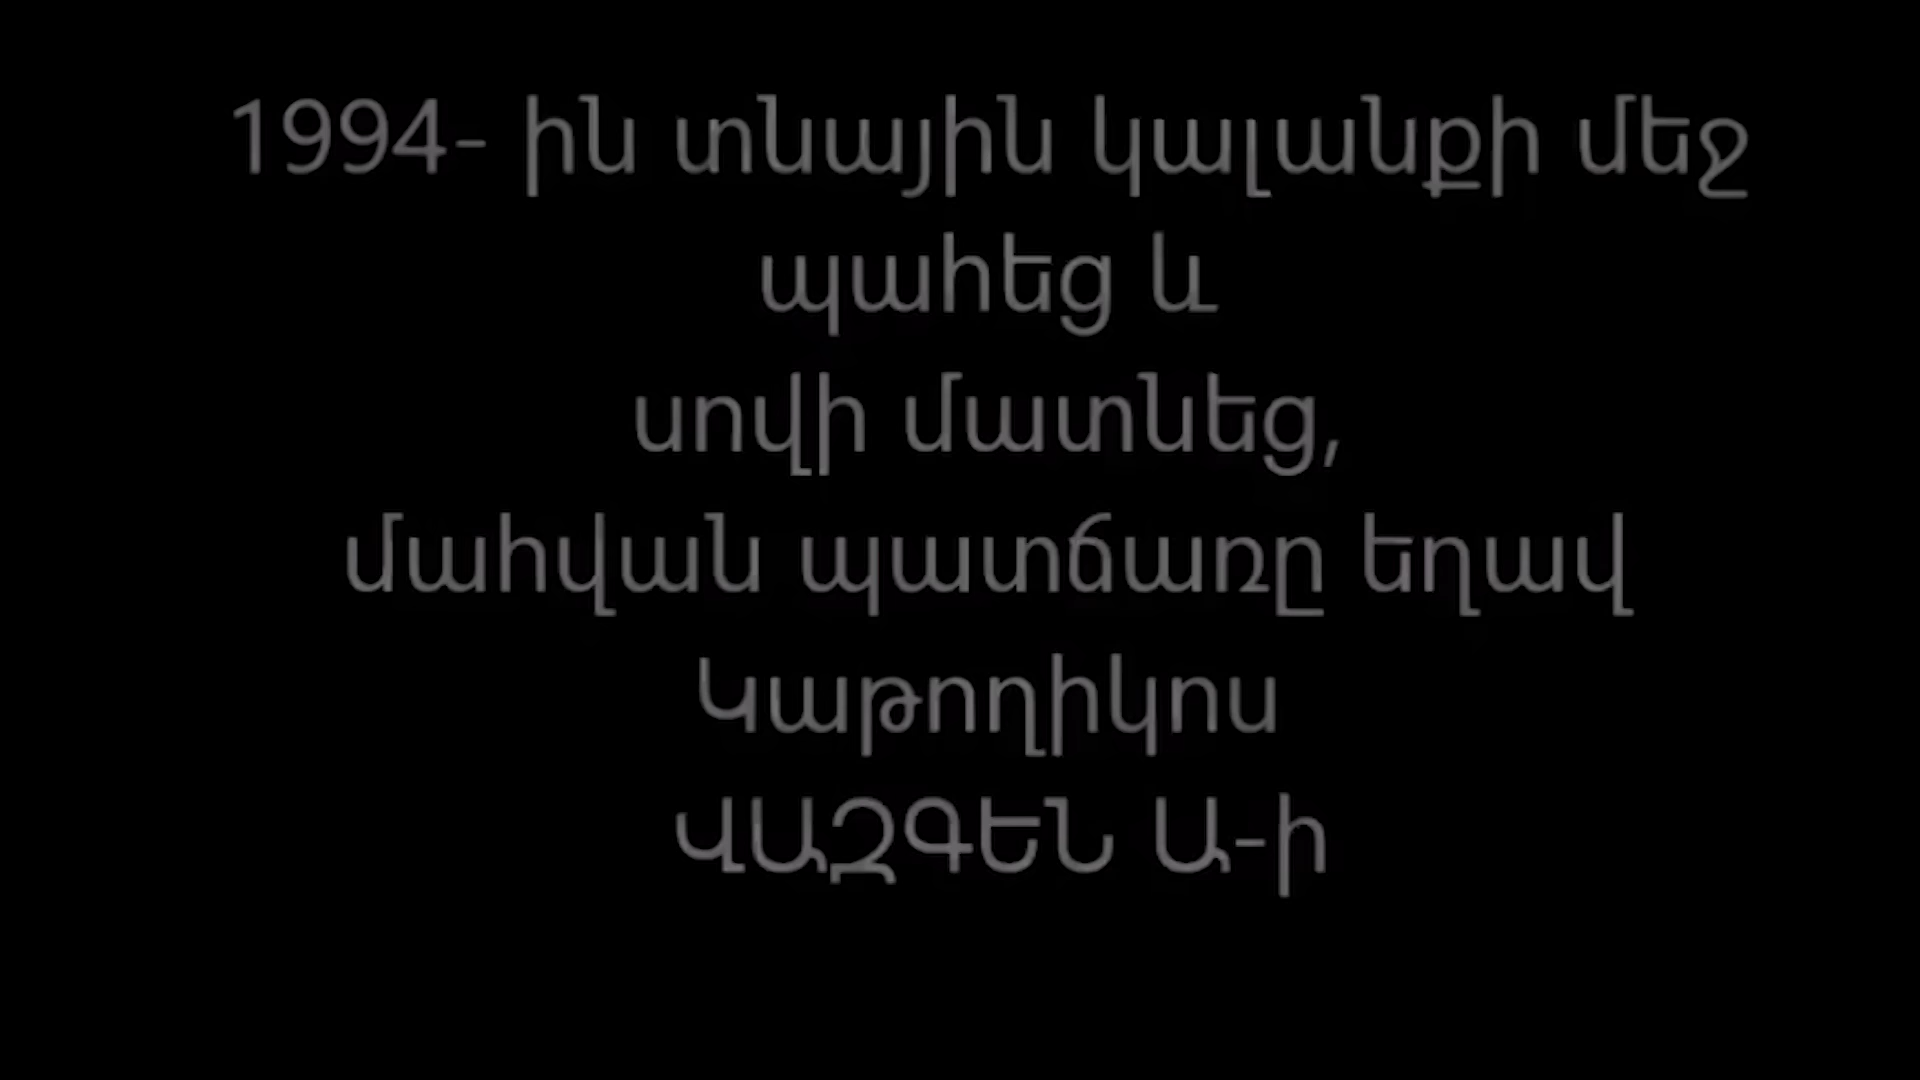 1994- ին տնային կալանքի մեջ
պահեց և
սովի մատնեց,
մահվան պատճառը եղավ
Կաթողիկոս
ՎԱԶԳԵՆ Ա-ի